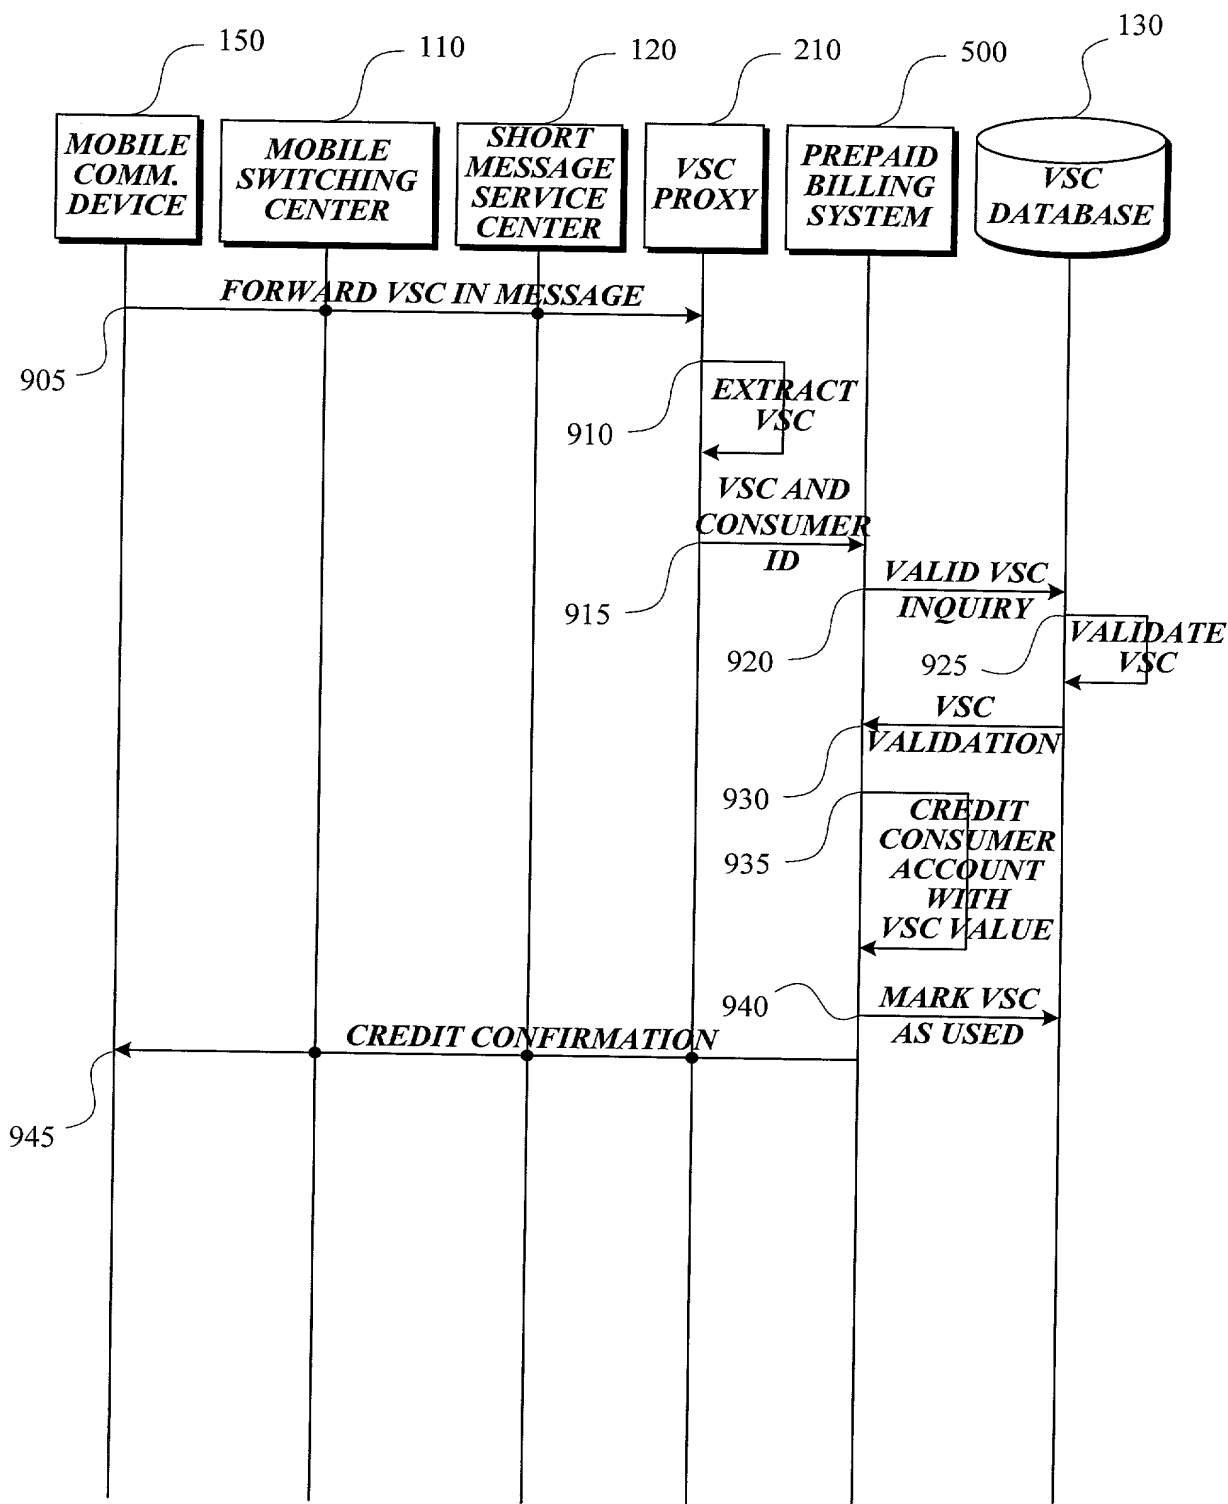 150
110
120
210
500
130
MOBILE
COMM.
DEVICE
MOBILE
SWITCHING
CENTER
SHORT
MESSAGE
SERVICE
CENTER
VSC
PROXY
PREPAID
BILLING
SYSTEM
VSC
DATABASE
FORWARD VSC IN MESSAGE
905
EXTRACT
VSC
910
VSC AND
CONSUMER
ID
915
VALID VSC
INQUIRY
920
VALIDATE
VSC
925
VSC
VALIDATION
930
CREDIT
CONSUMER
ACCOUNT
WITH
VSC VALUE
935
MARK VSC
AS USED
940
CREDIT CONFIRMATION
945